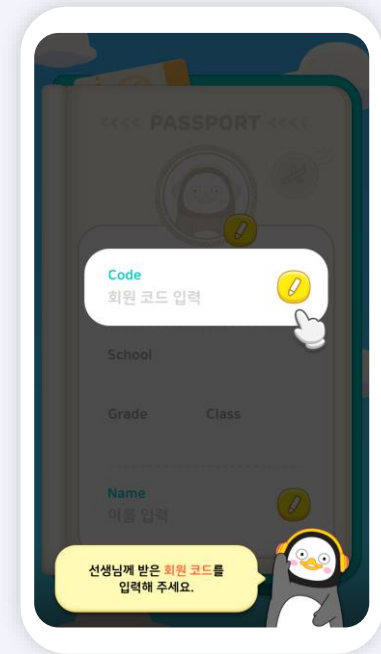 <<<< PASSPORT <<<<
Code
회원 코드 입력
School
Grade Class
Name
이름 입력
선생님께 받은 회원 코드를
입력해 주세요.